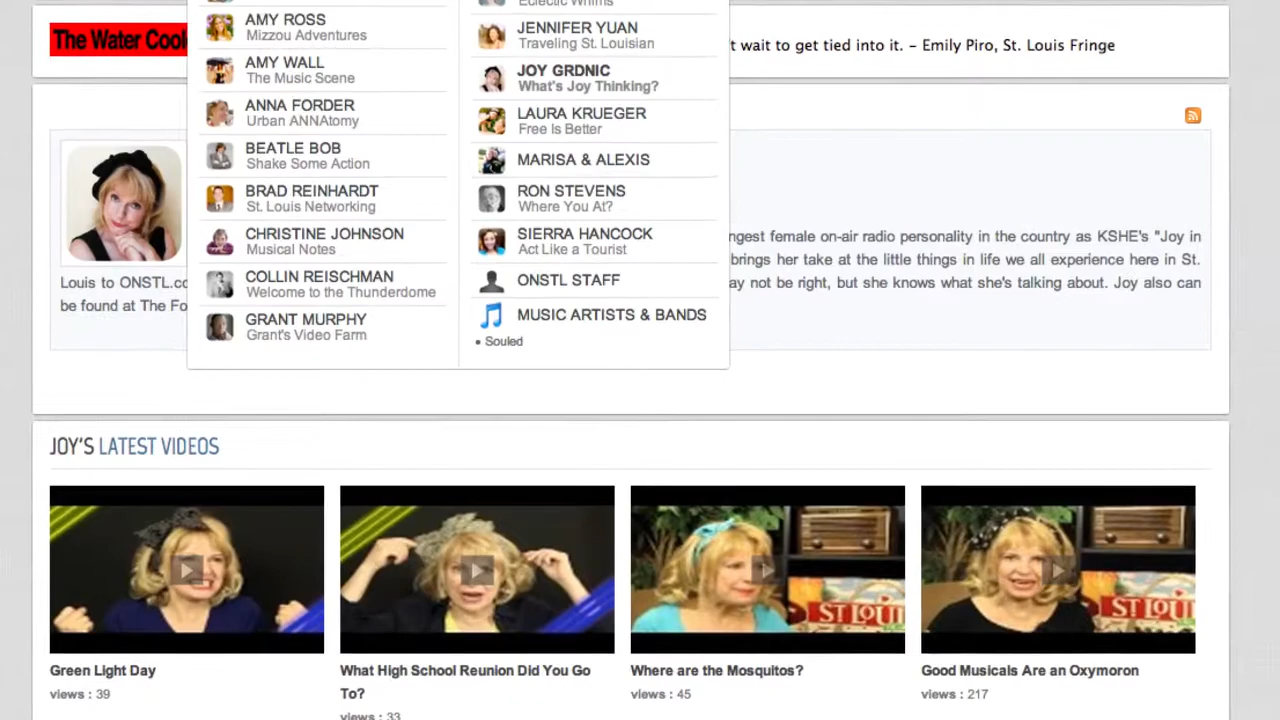 The Water Cool
't wait to get tied into it. – Emily Piro, St. Louis Fringe
AMY ROSS
Mizzou Adventures
AMY WALL
The Music Scene
ANNA FORDER
Urban ANNAtomy
BEATLE BOB
Shake Some Action
BRAD REINHARDT
St. Louis Networking
CHRISTINE JOHNSON
Musical Notes
COLLIN REISCHMAN
Welcome to the Thunderdome
GRANT MURPHY
Grant's Video Farm
Eclectic Whims
JENNIFER YUAN
Traveling St. Louisian
JOY GRDNIC
What's Joy Thinking?
LAURA KRUEGER
Free Is Better
MARISA & ALEXIS
RON STEVENS
Where You At?
SIERRA HANCOCK
Act Like a Tourist
ONSTL STAFF
MUSIC ARTISTS & BANDS
• Souled
ngest female on-air radio personality in the country as KSHE's "Joy in
brings her take at the little things in life we all experience here in St.
Louis to ONSTL.co
ay not be right, but she knows what she's talking about. Joy also can
be found at The Fo
JOY'S LATEST VIDEOS
ST LOUI
ST LOUI
Green Light Day
views : 39
What High School Reunion Did You Go
To?
views : 33
Where are the Mosquitos?
views : 45
Good Musicals Are an Oxymoron
views : 217